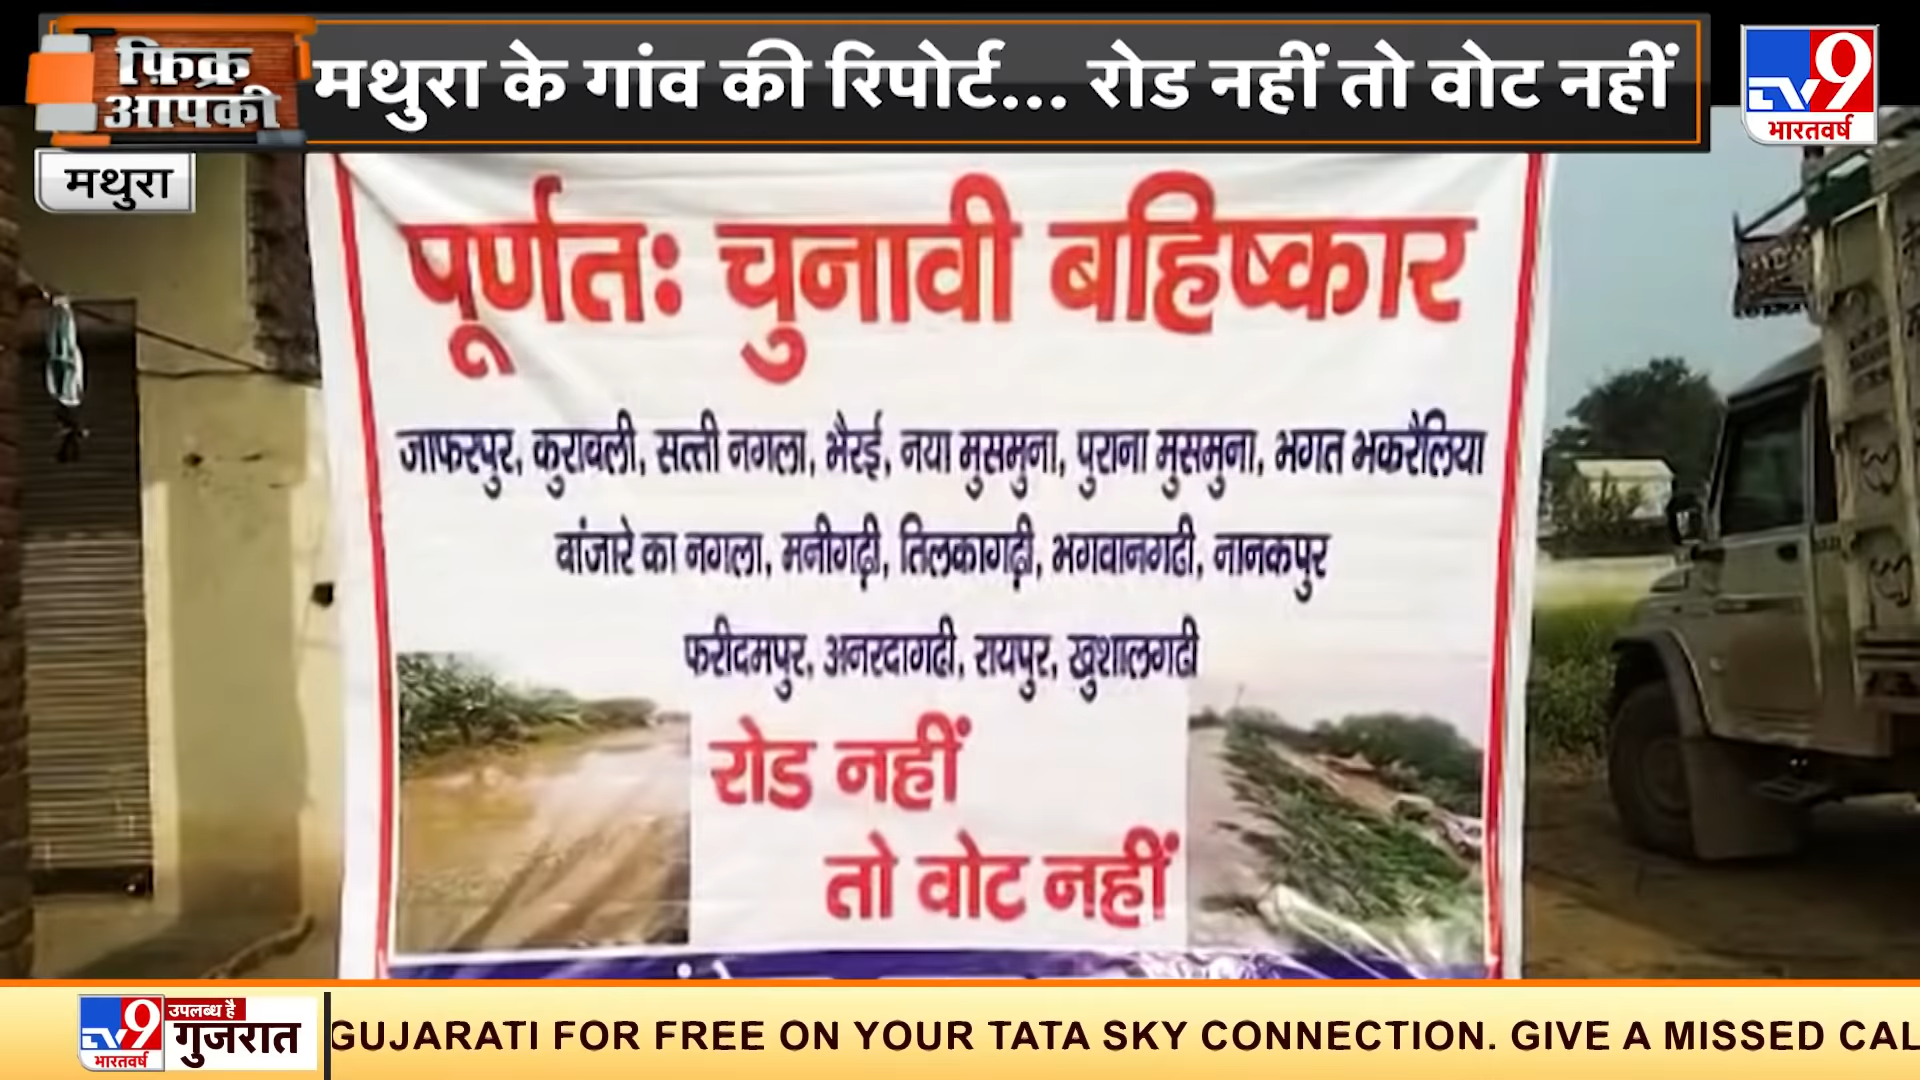 फिक्र
आपकी
मथुरा के गांव की रिपोर्ट... रोड नहीं तो वोट नहीं
TV9
भारतवर्ष
मथुरा
पूर्णतः चुनावी बहिष्कार
जाफरपुर, कुरावली, सत्ती नगला, भैरई, नया मुसमुना, पुराना मुसमुना, भगत भकरैलिया
वांजारे का नगला, मनीगढ़ी, तिलकागढ़ी, भगवानगढी, नानकपुर
फरीदमपुर, अनरदागढी, रायपुर, खुशालगढी
रोड नहीं
तो वोट नहीं
TV9
भारतवर्ष
उपलब्ध है
गुजरात
GUJARATI FOR FREE ON YOUR TATA SKY CONNECTION. GIVE A MISSED CAL